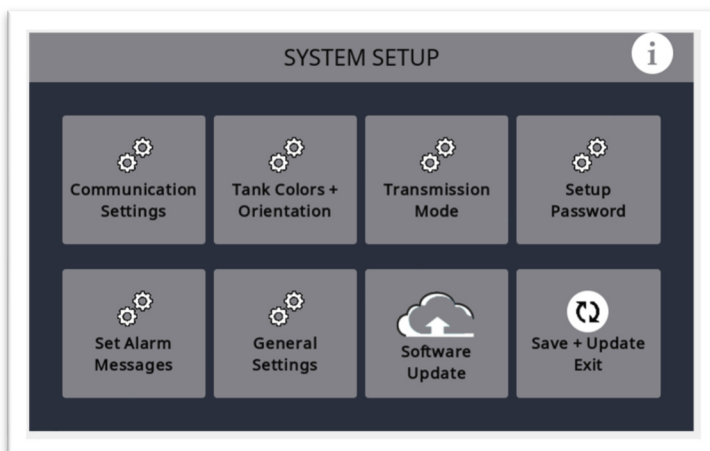 SYSTEM SETUP
i
Communication
Settings
Tank Colors +
Orientation
Transmission
Mode
Setup
Password
Set Alarm
Messages
General
Settings
Software
Update
Save + Update
Exit